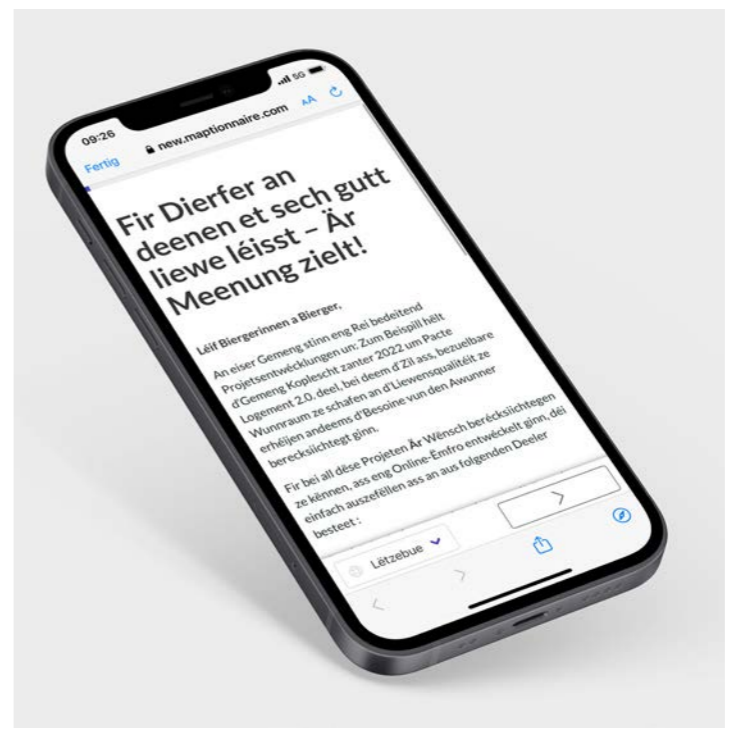 09:26
5G
Fertig
new.maptionnaire.com
AA
Fir Dierfer an
deenen et sech gutt
liewe léisst – Är
Meenung zielt!
Léif Biergerinnen a Bierger,
An eiser Gemeng stinn eng Rei bedeitend
Projetsentwécklungen un: Zum Beispill hëlt
d'Gemeng Koplescht zanter 2022 um Pacte
Logement 2.0. deel, bei deem d'Zil ass, bezuelbare
Wunnraum ze schafen an d'Liewensqualitéit ze
erhéijen andeems d'Besoine vun den Awunner
berecksiichtegt ginn.
Fir bei all dëse Projeten Är Wënsch berécksiichtegen
ze kënnen, ass eng Online-Ëmfro entwéckelt ginn, déi
einfach auszefëllen ass an aus folgenden Deeler
besteet :
Lëtzebue